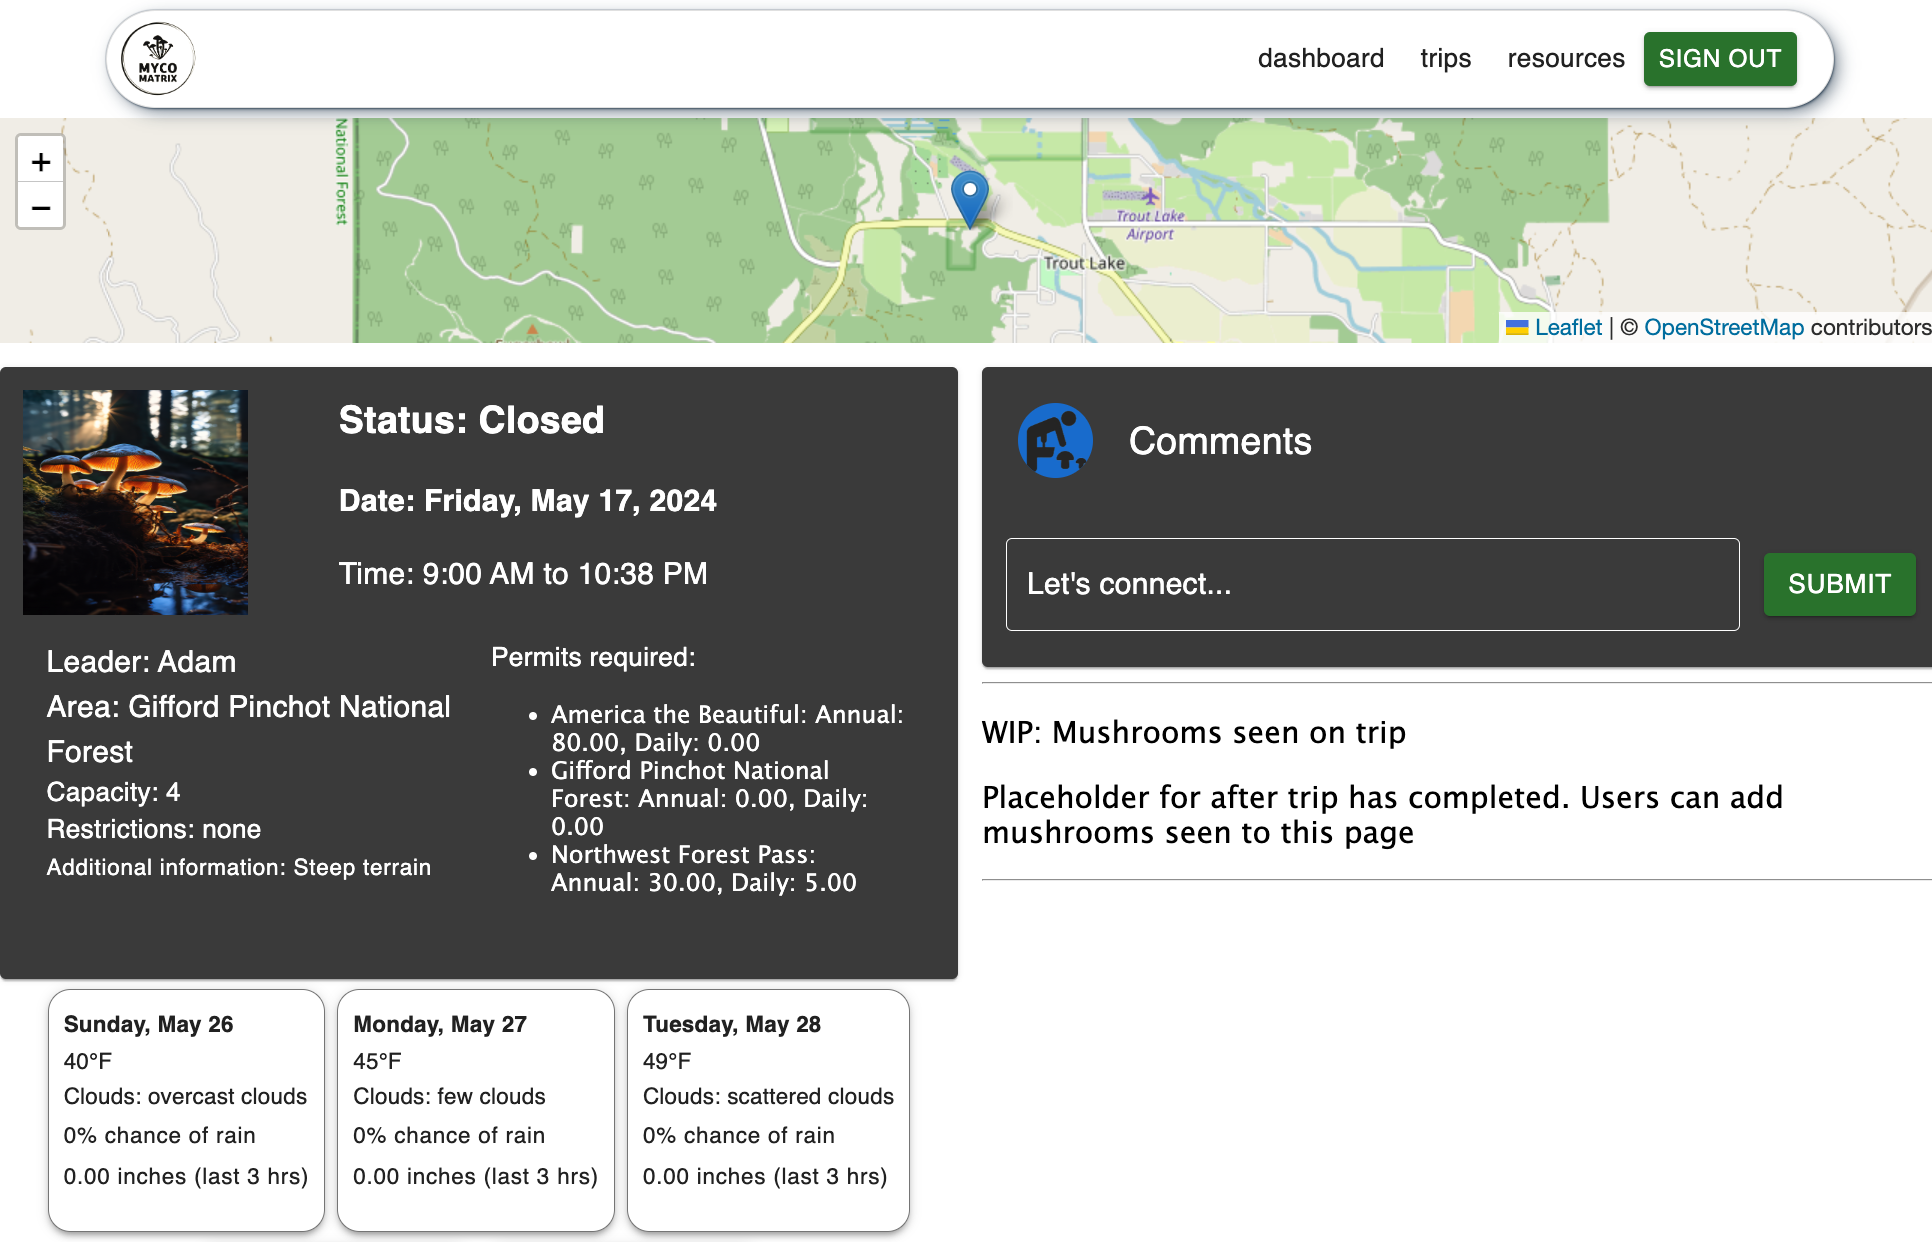 MYCO
MATRIX
dashboard trips resources SIGN OUT
+
−
National Forest
Trout Lake
Airport
Trout Lake
Leaflet | © OpenStreetMap contributors
Status: Closed
Date: Friday, May 17, 2024
Time: 9:00 AM to 10:38 PM
Leader: Adam
Area: Gifford Pinchot National
Forest
Capacity: 4
Restrictions: none
Additional information: Steep terrain
Permits required:
• America the Beautiful: Annual:
80.00, Daily: 0.00
• Gifford Pinchot National
Forest: Annual: 0.00, Daily:
0.00
• Northwest Forest Pass:
Annual: 30.00, Daily: 5.00
Comments
Let's connect...
SUBMIT
WIP: Mushrooms seen on trip
Placeholder for after trip has completed. Users can add
mushrooms seen to this page
Sunday, May 26
40°F
Clouds: overcast clouds
0% chance of rain
0.00 inches (last 3 hrs)
Monday, May 27
45°F
Clouds: few clouds
0% chance of rain
0.00 inches (last 3 hrs)
Tuesday, May 28
49°F
Clouds: scattered clouds
0% chance of rain
0.00 inches (last 3 hrs)